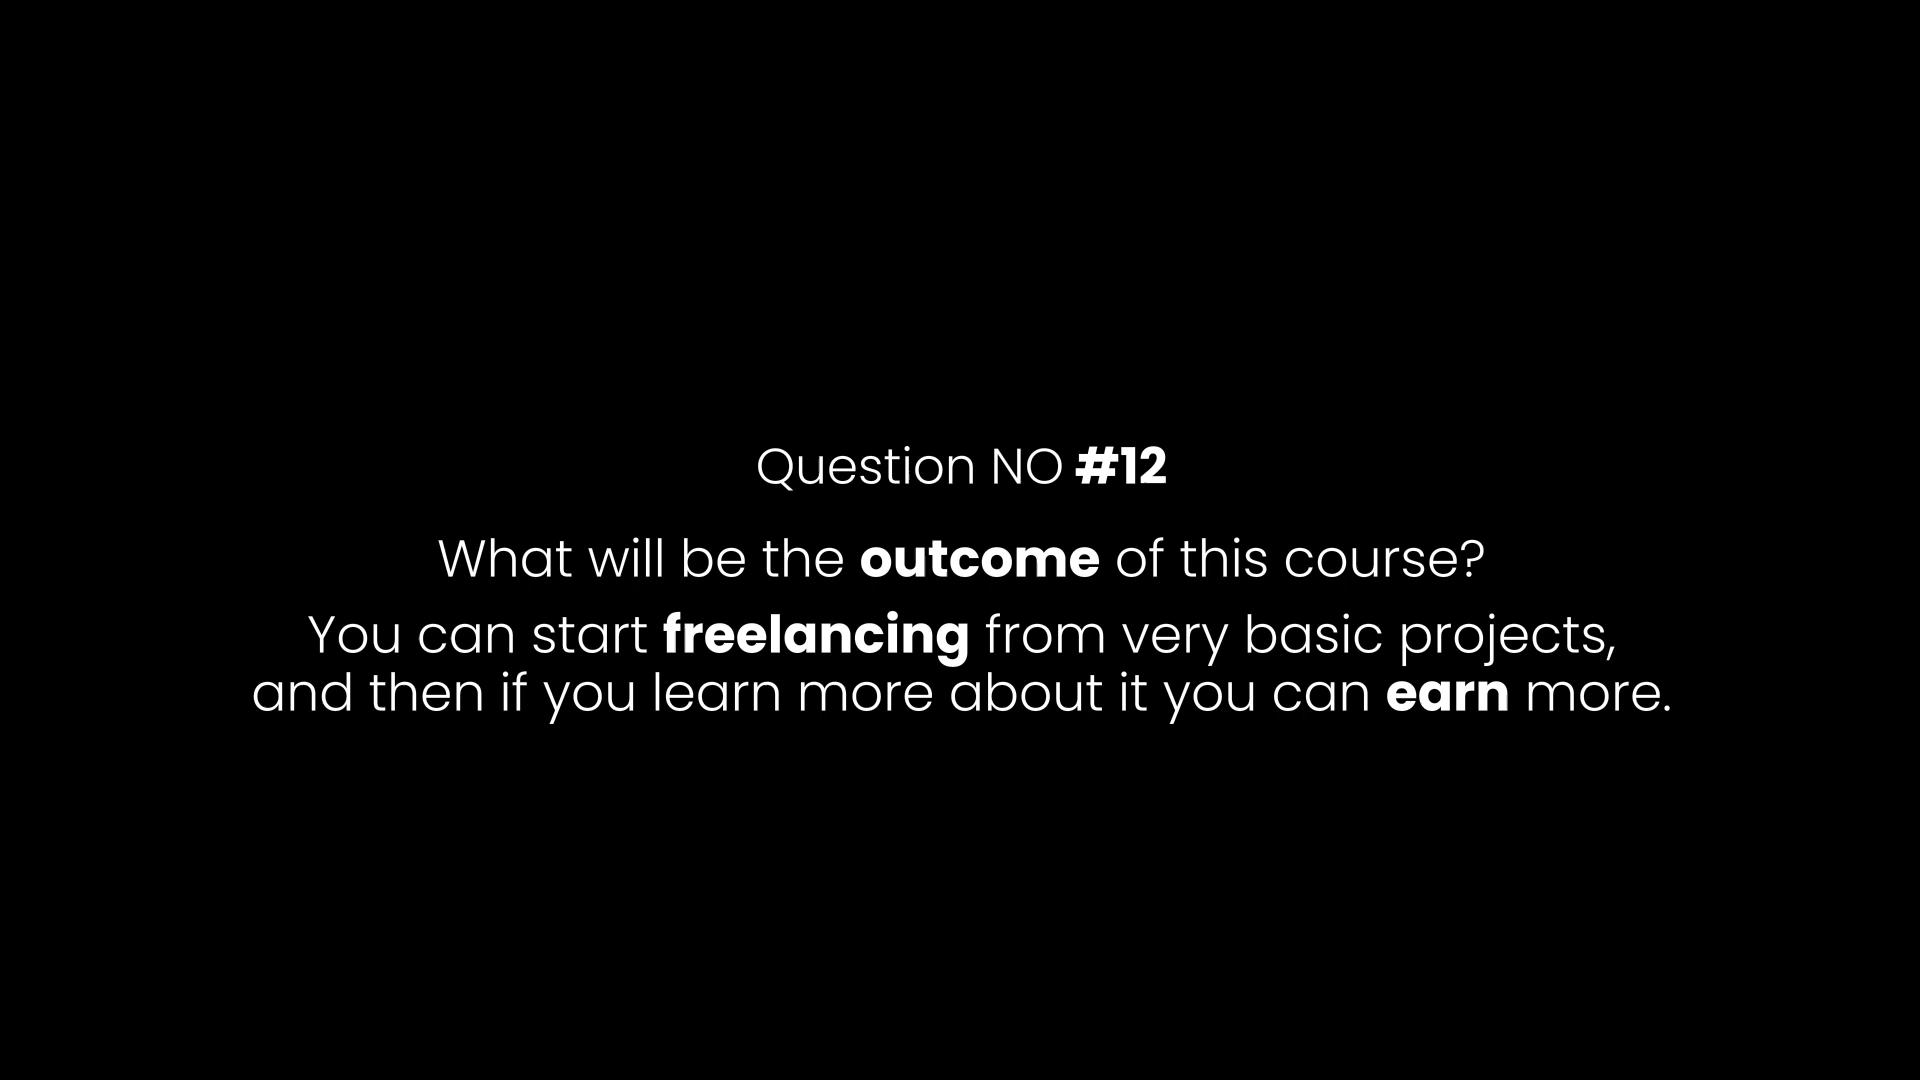 Question NO #12
What will be the outcome of this course?
You can start freelancing from very basic projects,
and then if you learn more about it you can earn more.